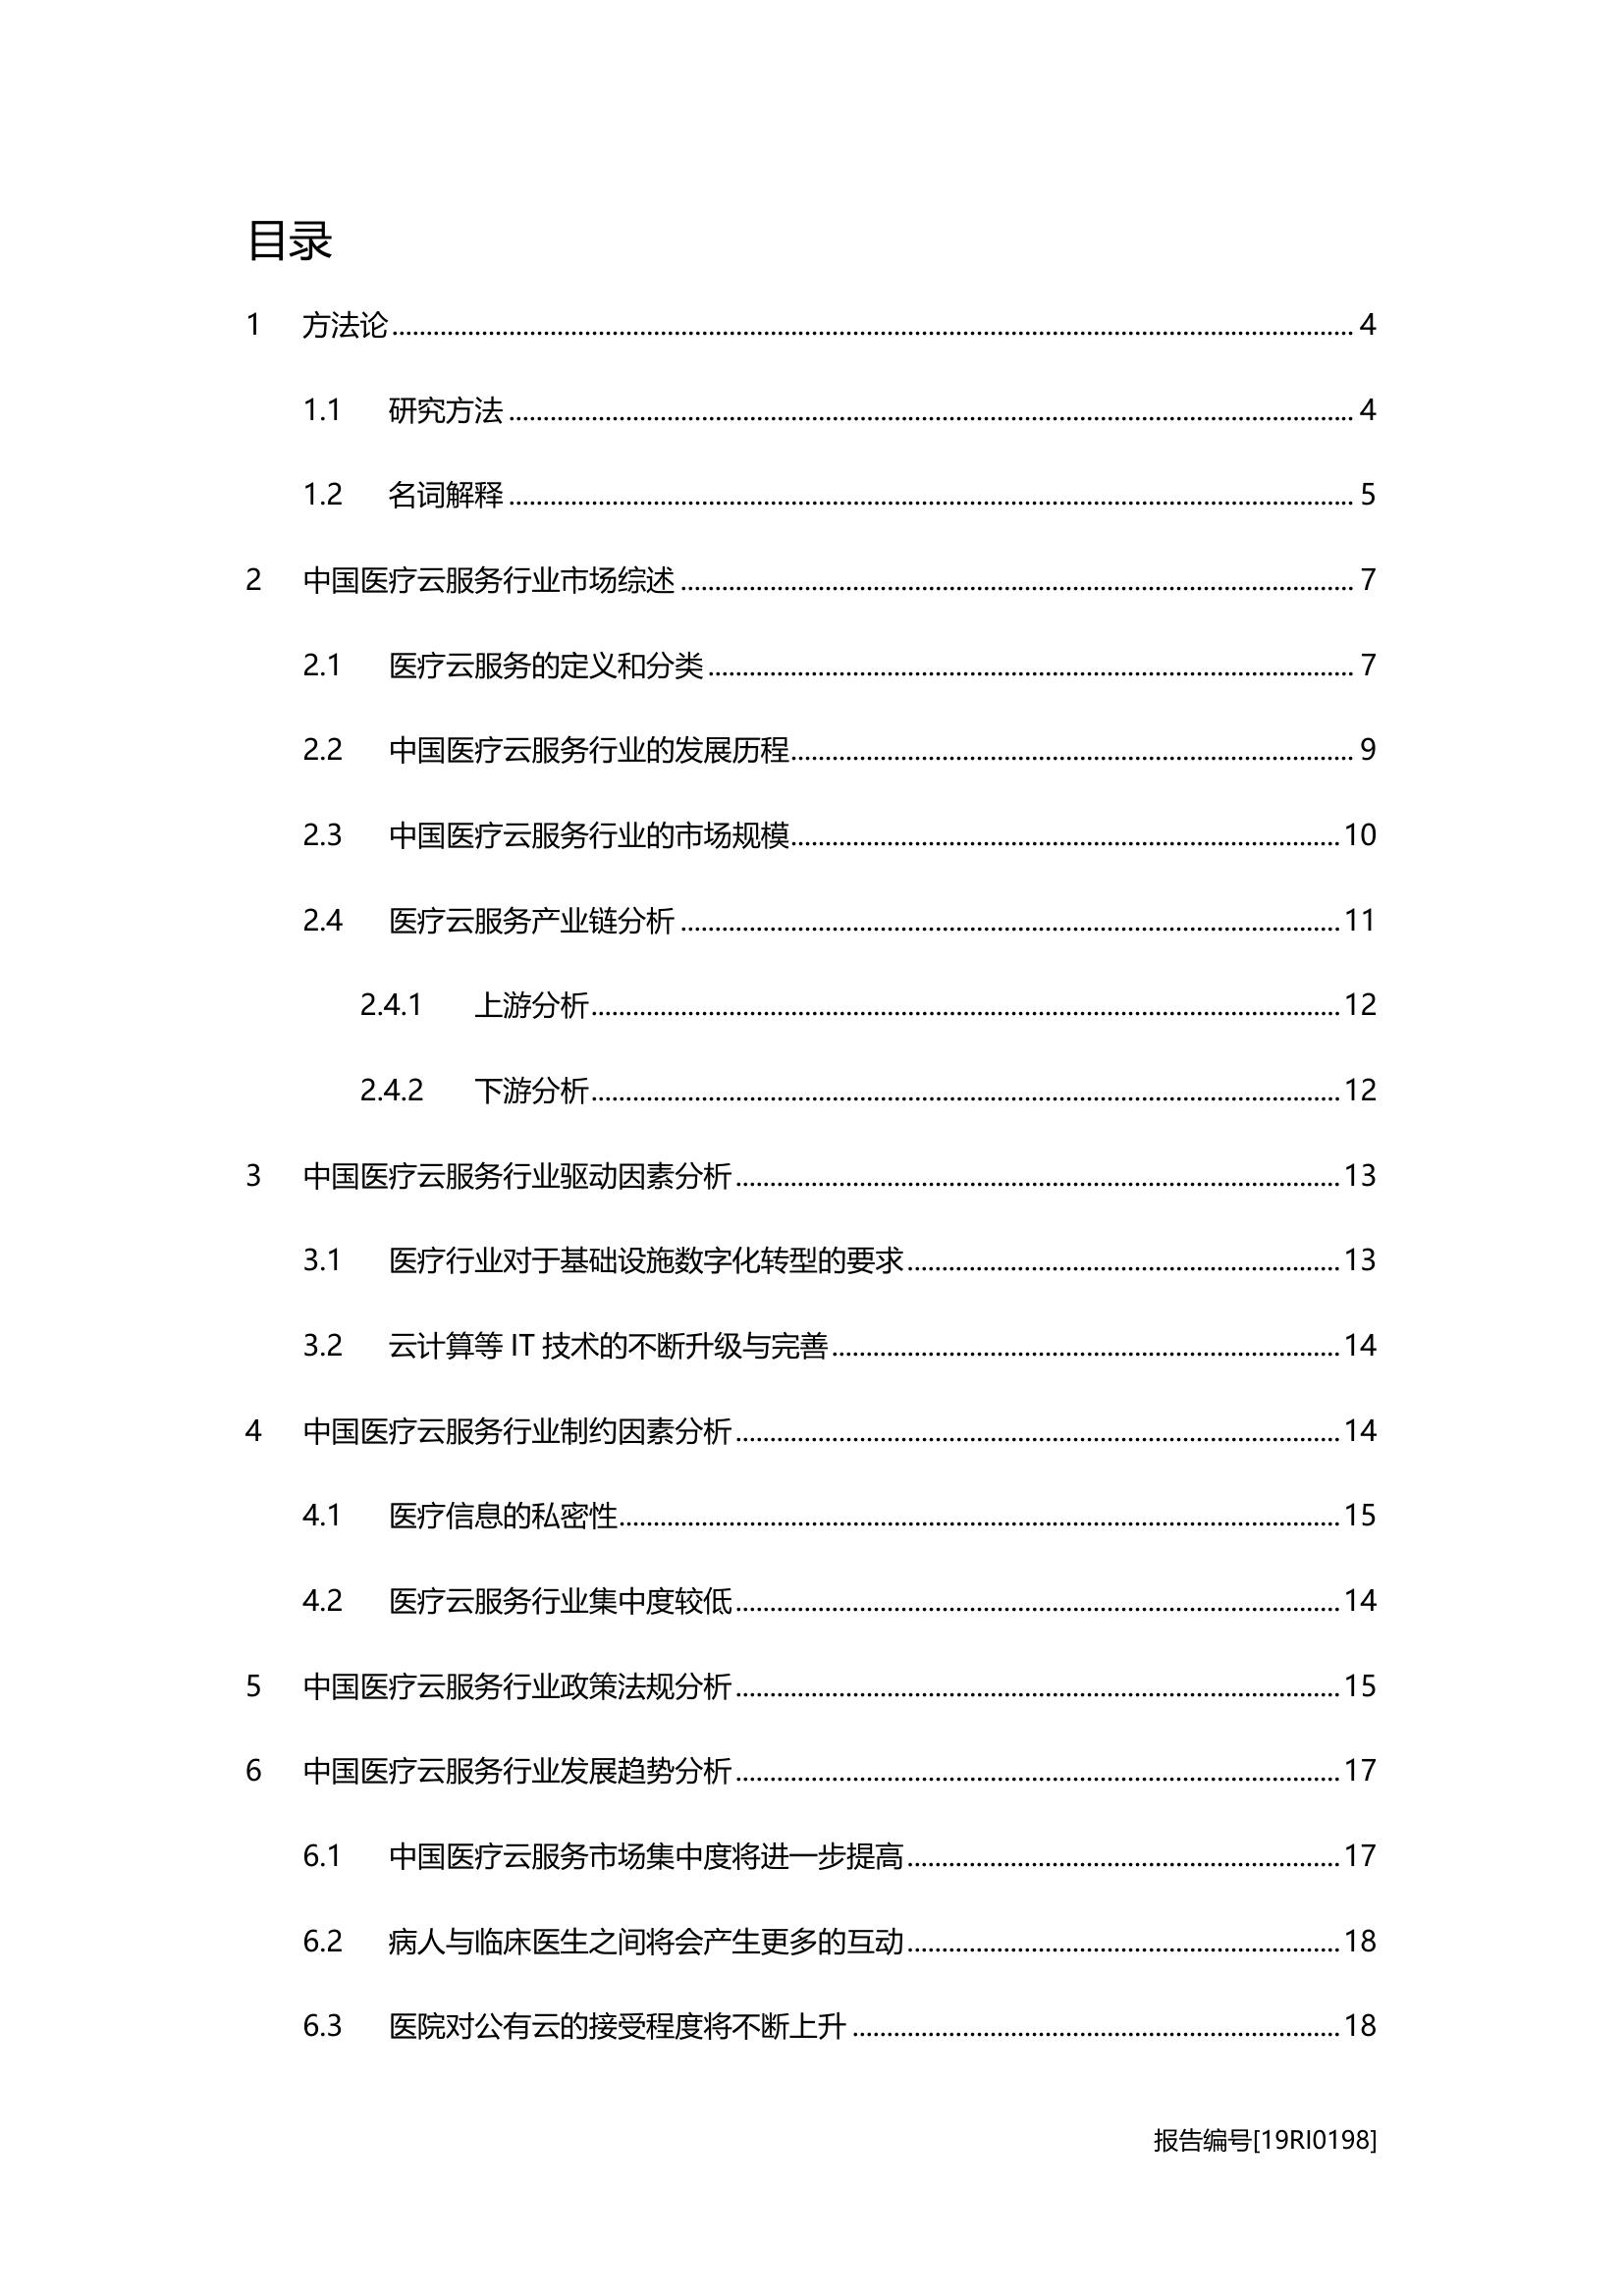 目录
1 方法论 4
1.1 研究方法 4
1.2 名词解释 5
2 中国医疗云服务行业市场综述 7
2.1 医疗云服务的定义和分类 7
2.2 中国医疗云服务行业的发展历程 9
2.3 中国医疗云服务行业的市场规模 10
2.4 医疗云服务产业链分析 11
2.4.1 上游分析 12
2.4.2 下游分析 12
3 中国医疗云服务行业驱动因素分析 13
3.1 医疗行业对于基础设施数字化转型的要求 13
3.2 云计算等 IT 技术的不断升级与完善 14
4 中国医疗云服务行业制约因素分析 14
4.1 医疗信息的私密性 15
4.2 医疗云服务行业集中度较低 14
5 中国医疗云服务行业政策法规分析 15
6 中国医疗云服务行业发展趋势分析 17
6.1 中国医疗云服务市场集中度将进一步提高 17
6.2 病人与临床医生之间将会产生更多的互动 18
6.3 医院对公有云的接受程度将不断上升 18
报告编号[19RI0198]